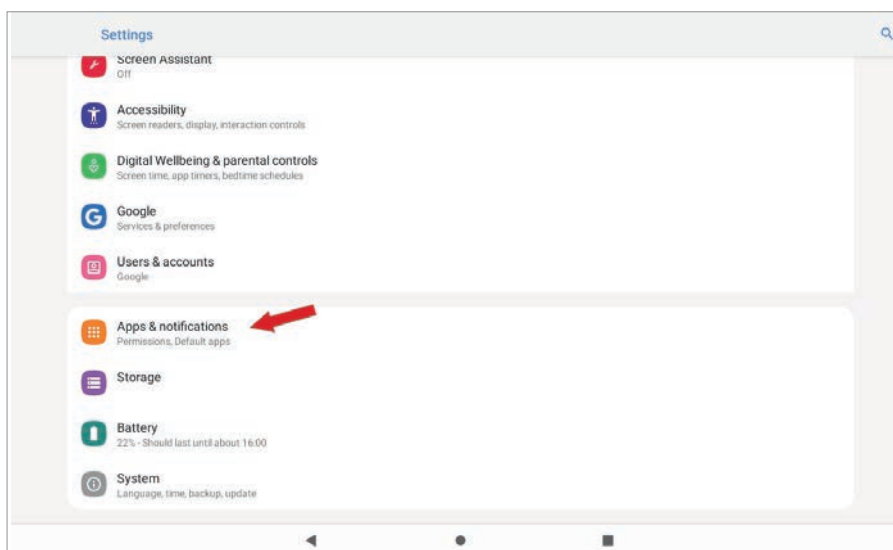 Settings
Screen Assistant
Off
Accessibility
Screen readers, display, interaction controls
Digital Wellbeing & parental controls
Screen time, app timers, bedtime schedules
Google
Services & preferences
Users & accounts
Google
Apps & notifications
Permissions, Default apps
Storage
Battery
22% - Should last until about 16:00
System
Language, time, backup, update